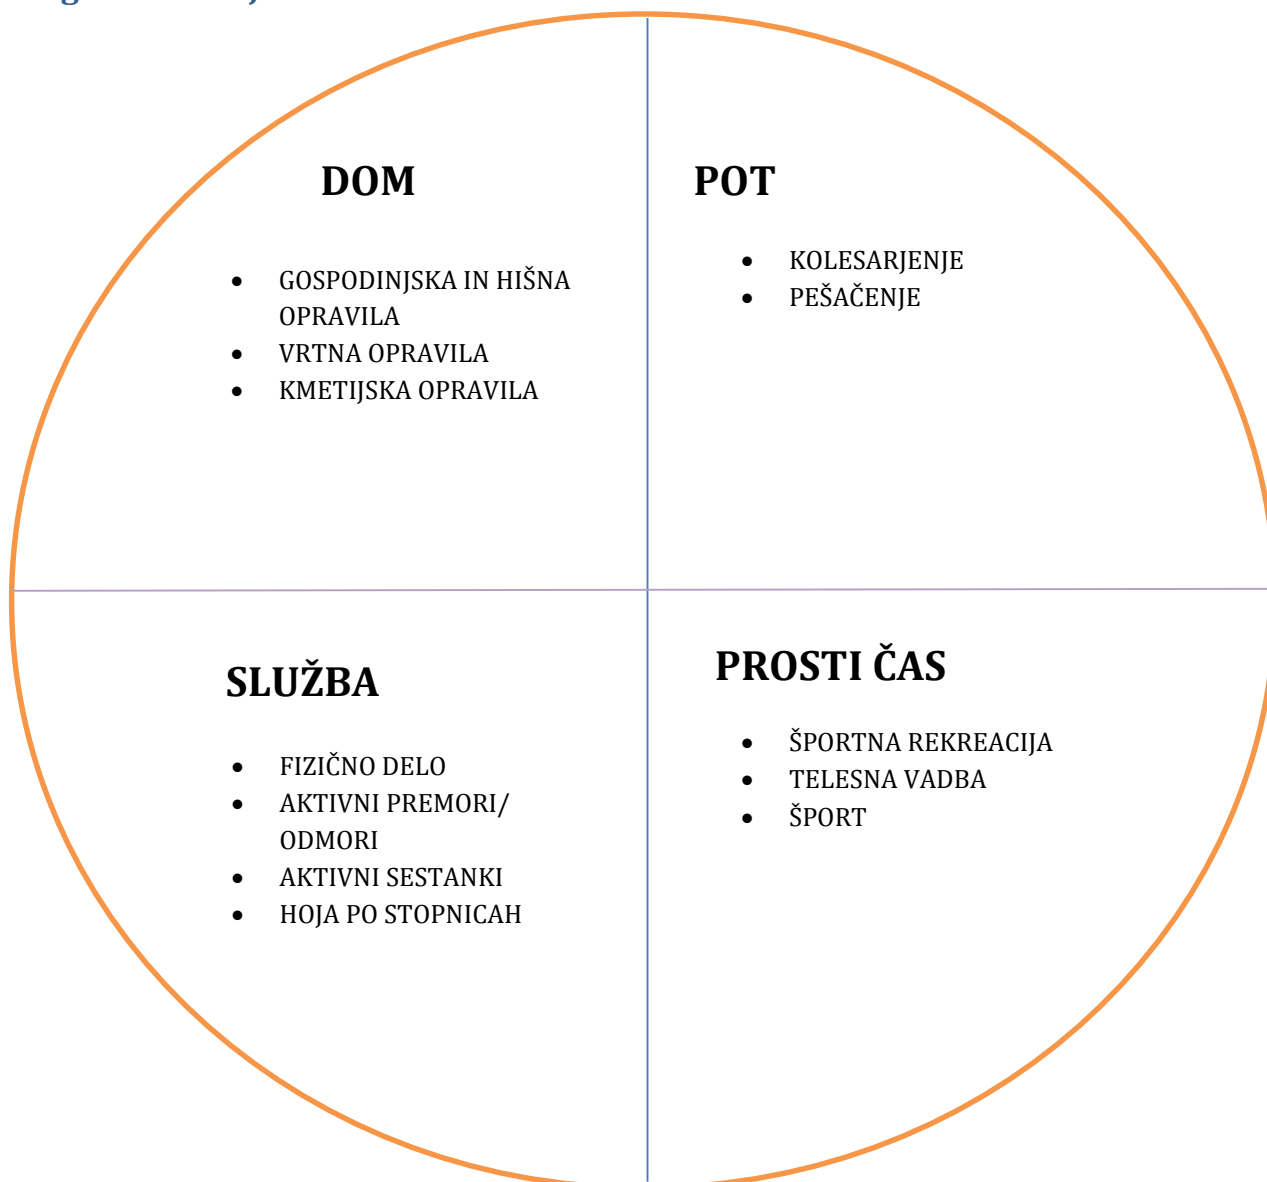 DOM
• GOSPODINJSKA IN HIŠNA
OPRAVILA
• VRTNA OPRAVILA
• KMETIJSKA OPRAVILA
POT
• KOLESARJENJE
• PEŠAČENJE
SLUŽBA
• FIZIČNO DELO
• AKTIVNI PREMORI/
ODMORI
• AKTIVNI SESTANKI
• HOJA PO STOPNICAH
PROSTI ČAS
• ŠPORTNA REKREACIJA
• TELESNA VADBA
• ŠPORT